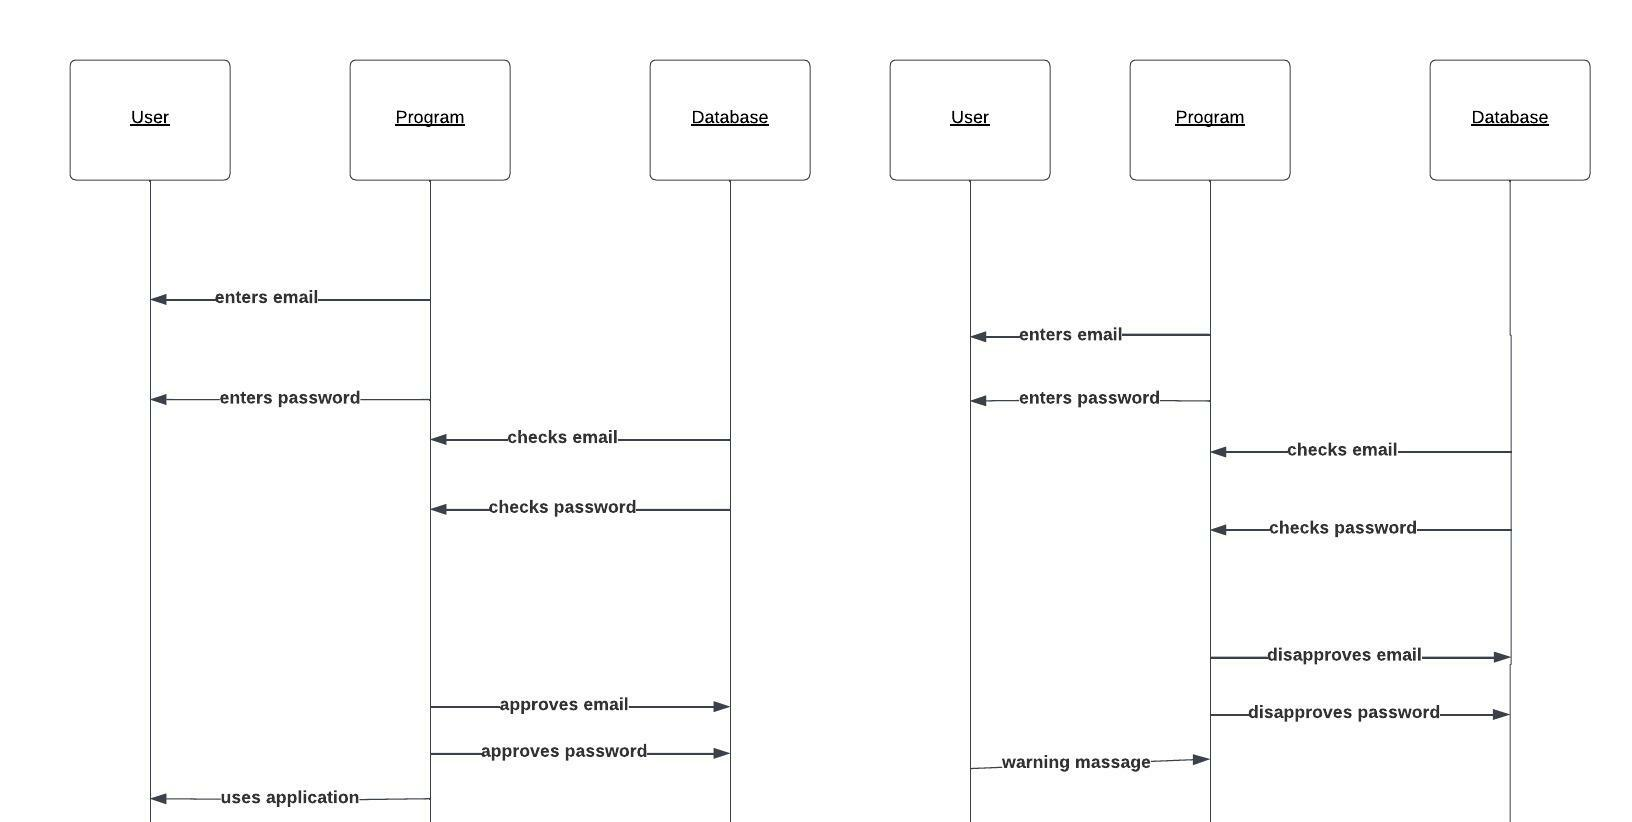 User
Program
Database
enters email
enters password
checks email
checks password
approves email
approves password
uses application
User
Program
Database
enters email
enters password
checks email
checks password
disapproves email
disapproves password
warning massage